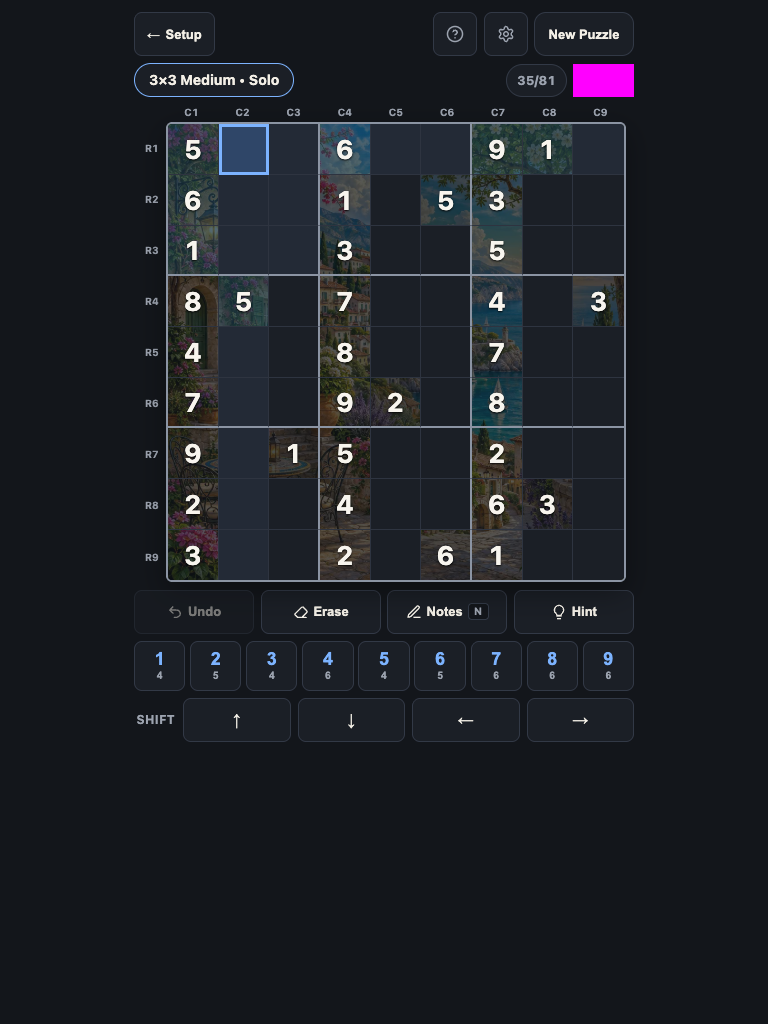 ← Setup
New Puzzle
3×3 Medium • Solo
35/81
C1 C2 C3 C4 C5 C6 C7 C8 C9
R1 5 6 9 1
R2 6 1 5 3
R3 1 3 5
R4 8 5 7 4 3
R5 4 8 7
R6 7 9 2 8
R7 9 1 5 2
R8 2 4 6 3
R9 3 2 6 1
Undo Erase Notes N Hint
1 2 3 4 5 6 7 8 9
4 5 4 6 4 5 6 6 6
SHIFT ↑ ↓ ← →